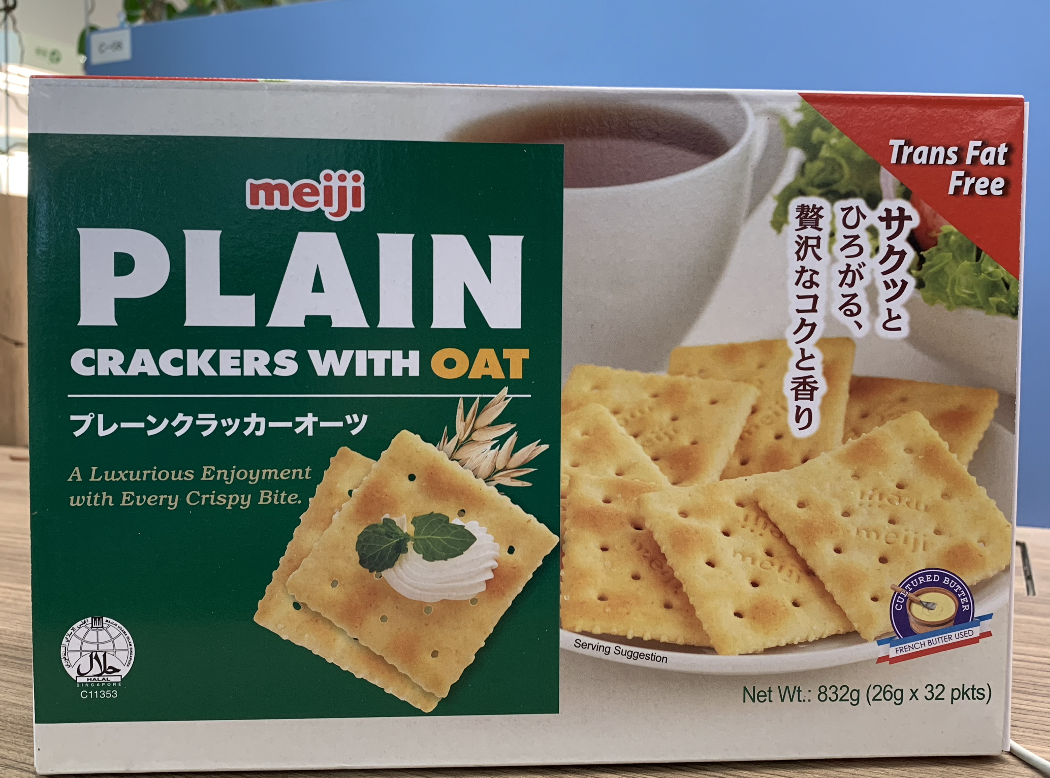 C-08
meiji
PLAIN
CRACKERS WITH OAT
プレーンクラッカーオーツ
A Luxurious Enjoyment
with Every Crispy Bite.
HALAL
SINGAPORE
C11353
Trans Fat
Free
サクッと
ひろがる、
贅沢なコクと香り
meiji
meiji
CULTURED BUTTER
FRENCH BUTTER USED
Serving Suggestion
Net Wt.: 832g (26g x 32 pkts)